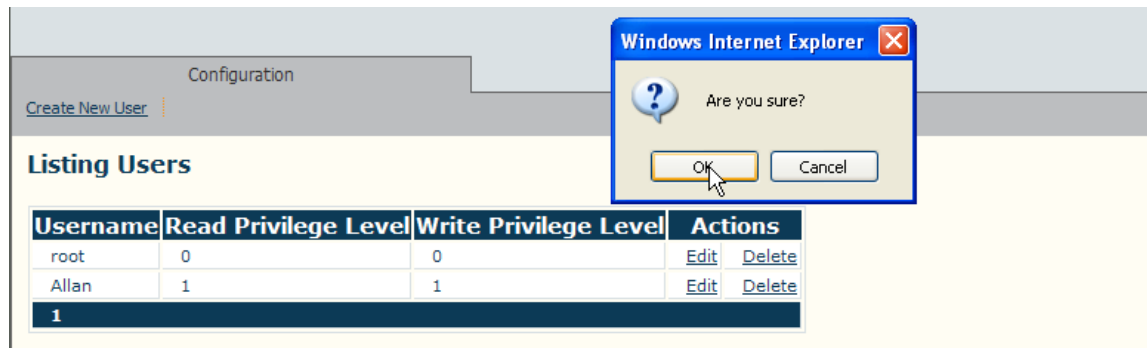 Windows Internet Explorer
Configuration
Are you sure?
Create New User
OK Cancel
Listing Users
Username Read Privilege Level Write Privilege Level Actions
root 0 0 Edit Delete
Allan 1 1 Edit Delete
1